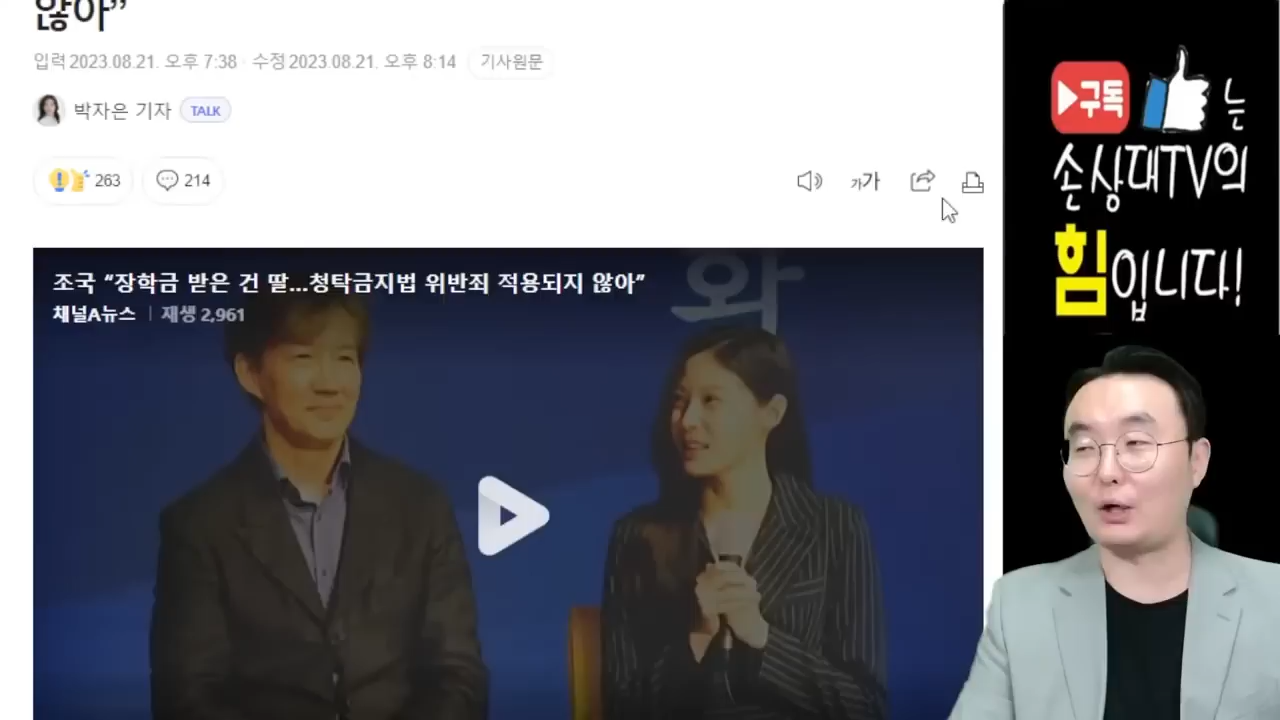 않아”
입력 2023.08.21. 오후 7:38 · 수정 2023.08.21. 오후 8:14 기사원문
박자은 기자 TALK
263 214
가가
조국 “장학금 받은 건 딸...청탁금지법 위반죄 적용되지 않아”
채널A뉴스 | 재생 2,961
와
구독 는
손상대TV의
힘입니다!